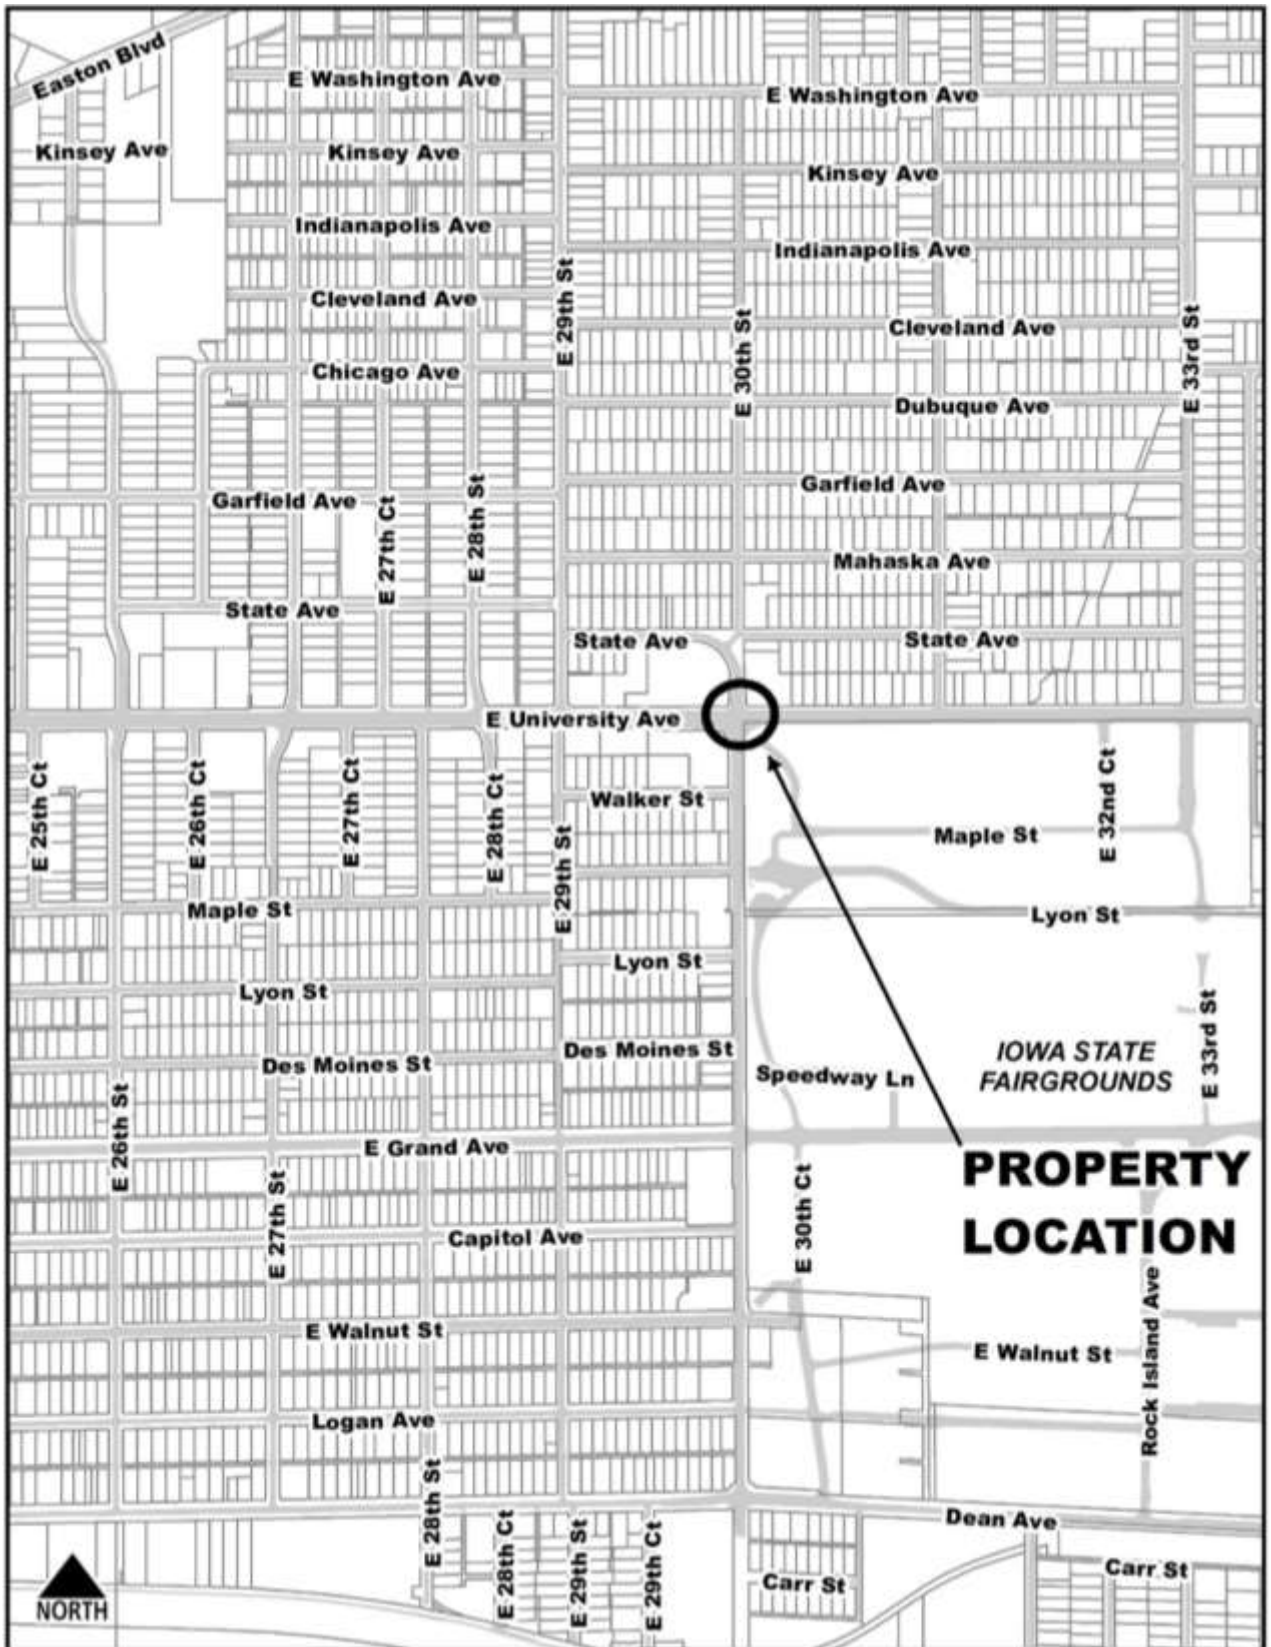 Easton Blvd
E Washington Ave
E Washington Ave
Kinsey Ave
Kinsey Ave
Kinsey Ave
Indianapolis Ave
Indianapolis Ave
Cleveland Ave
E 29th St
E 30th St
Cleveland Ave
E 33rd St
Chicago Ave
Dubuque Ave
Garfield Ave
E 27th Ct
E 28th St
Garfield Ave
Mahaska Ave
State Ave
State Ave
State Ave
E University Ave
E 25th Ct
E 26th Ct
E 27th Ct
E 28th Ct
E 29th St
Walker St
Maple St
E 32nd Ct
Maple St
Lyon St
Lyon St
Lyon St
Des Moines St
Des Moines St
Speedway Ln
IOWA STATE
FAIRGROUNDS
E 33rd St
E 26th St
E Grand Ave
PROPERTY
LOCATION
E 27th St
E 30th Ct
Capitol Ave
E Walnut St
E Walnut St
Rock Island Ave
Logan Ave
E 28th St
E 28th Ct
E 29th St
E 29th Ct
Dean Ave
Carr St
Carr St
NORTH